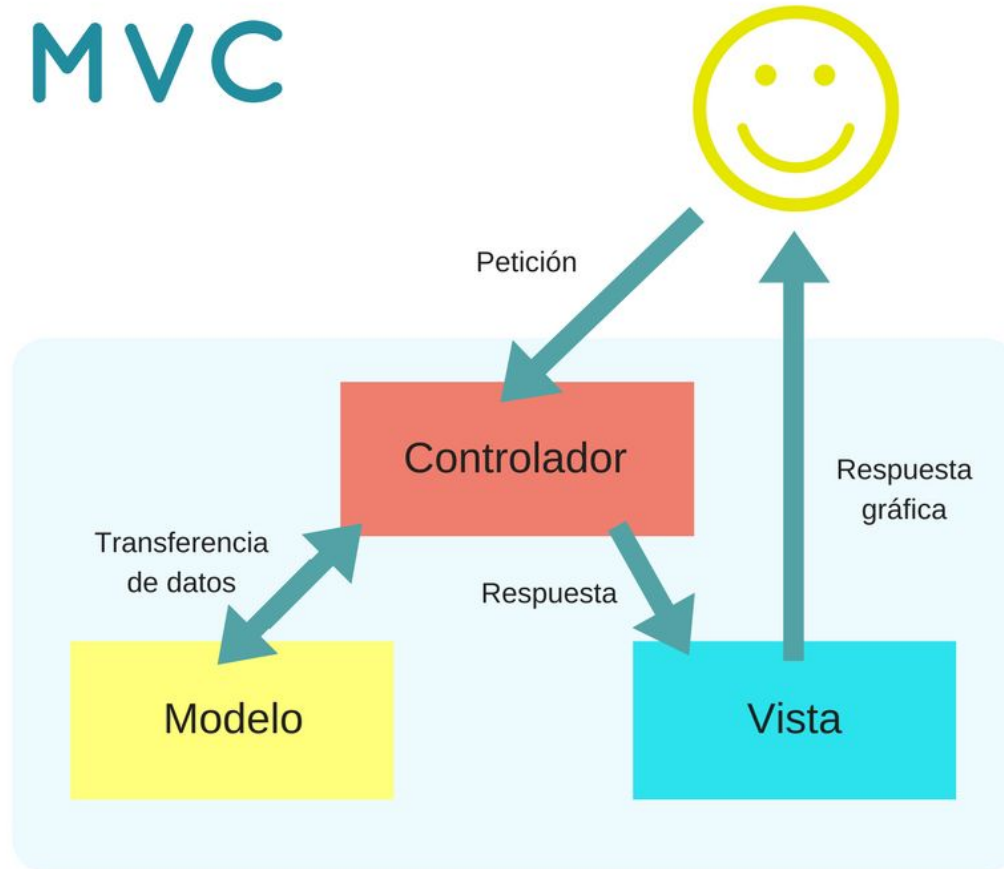 MVC
Petición
Controlador
Respuesta
gráfica
Transferencia
de datos
Respuesta
Modelo
Vista